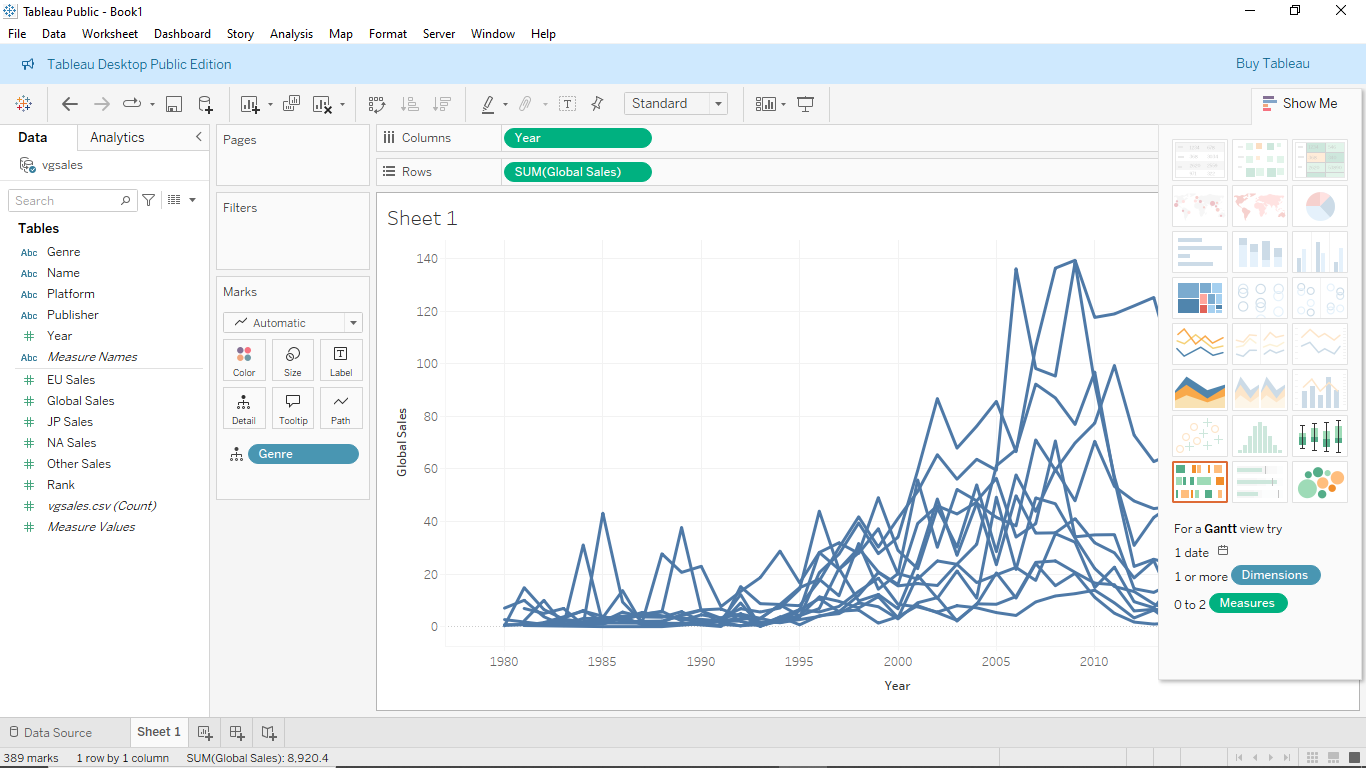 Tableau Public - Book1
File Data Worksheet Dashboard Story Analysis Map Format Server Window Help
Tableau Desktop Public Edition
Buy Tableau
Standard
Show Me
Data
Analytics
vgsales
Search
Tables
Abc Genre
Abc Name
Abc Platform
Abc Publisher
Year
Abc Measure Names
EU Sales
Global Sales
JP Sales
NA Sales
Other Sales
Rank
vgsales.csv (Count)
Measure Values
Pages
Filters
Marks
Automatic
Color Size Label
Detail Tooltip Path
Genre
Columns Year
Rows SUM(Global Sales)
Sheet 1
Global Sales
140
120
100
80
60
40
20
0
1980 1985 1990 1995 2000 2005 2010
Year
For a Gantt view try
1 date
1 or more Dimensions
0 to 2 Measures
Data Source Sheet 1
389 marks 1 row by 1 column SUM(Global Sales): 8,920.4